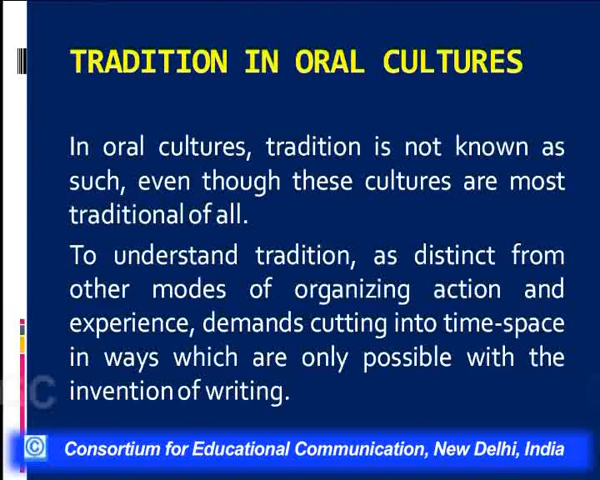 TRADITION IN ORAL CULTURES
In oral cultures, tradition is not known as
such, even though these cultures are most
traditional of all.
To understand tradition, as distinct from
other modes of organizing action and
experience, demands cutting into time-space
in ways which are only possible with the
invention of writing.
© Consortium for Educational Communication, New Delhi, India